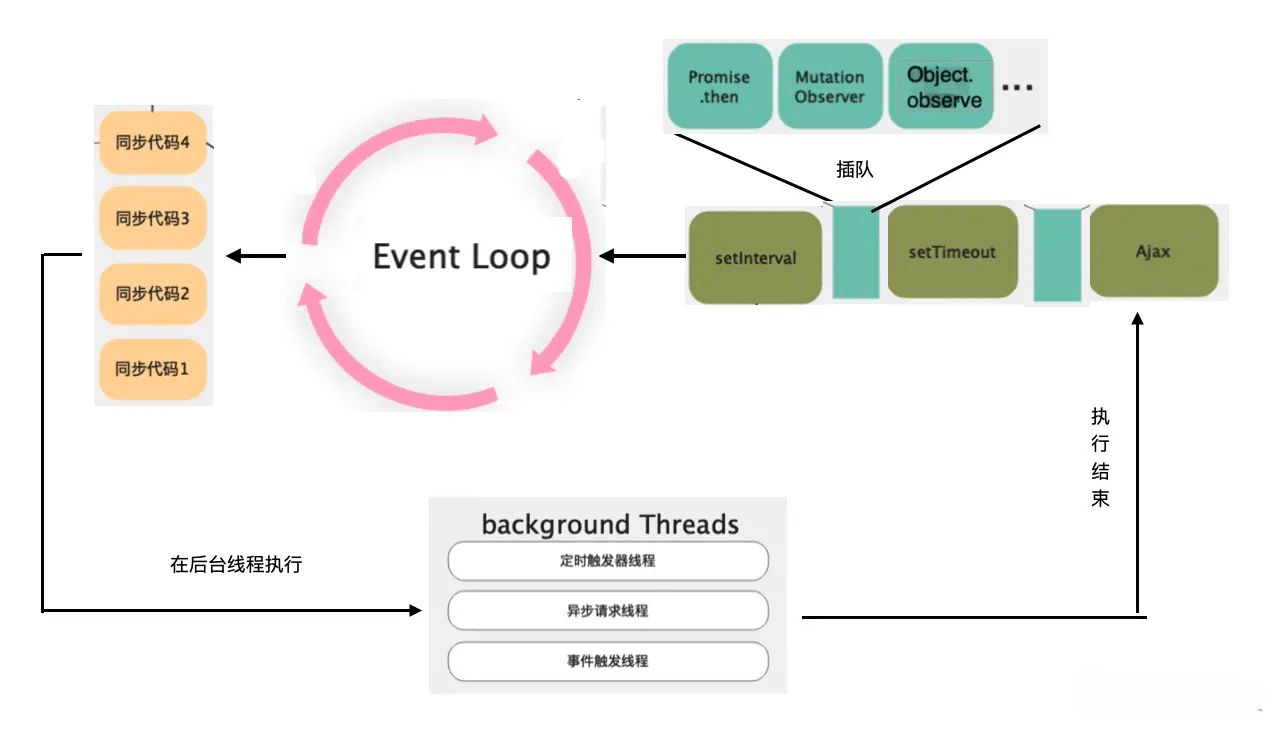 Promise
.then
Mutation
Observer
Object.
observe
...
插队
同步代码4
同步代码3
同步代码2
同步代码1
Event Loop
setInterval
setTimeout
Ajax
执
行
结
束
在后台线程执行
background Threads
定时触发器线程
异步请求线程
事件触发线程